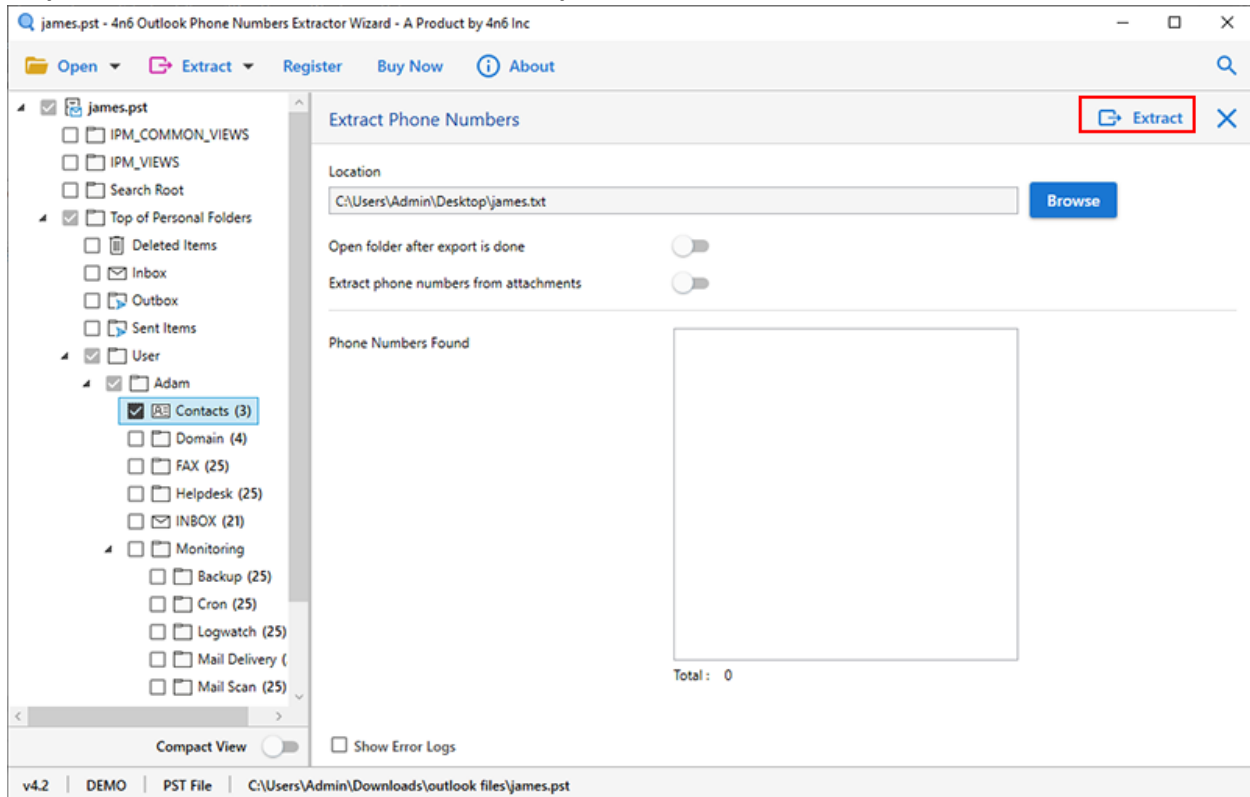 james.pst - 4n6 Outlook Phone Numbers Extractor Wizard - A Product by 4n6 Inc
Open Extract Register Buy Now About
james.pst
IPM_COMMON_VIEWS
IPM_VIEWS
Search Root
Top of Personal Folders
Deleted Items
Inbox
Outbox
Sent Items
User
Adam
Contacts (3)
Domain (4)
FAX (25)
Helpdesk (25)
INBOX (21)
Monitoring
Backup (25)
Cron (25)
Logwatch (25)
Mail Delivery (
Mail Scan (25)
Compact View
Extract Phone Numbers Extract
Location
C:\Users\Admin\Desktop\james.txt Browse
Open folder after export is done
Extract phone numbers from attachments
Phone Numbers Found
Total : 0
Show Error Logs
v4.2 DEMO PST File C:\Users\Admin\Downloads\outlook files\james.pst